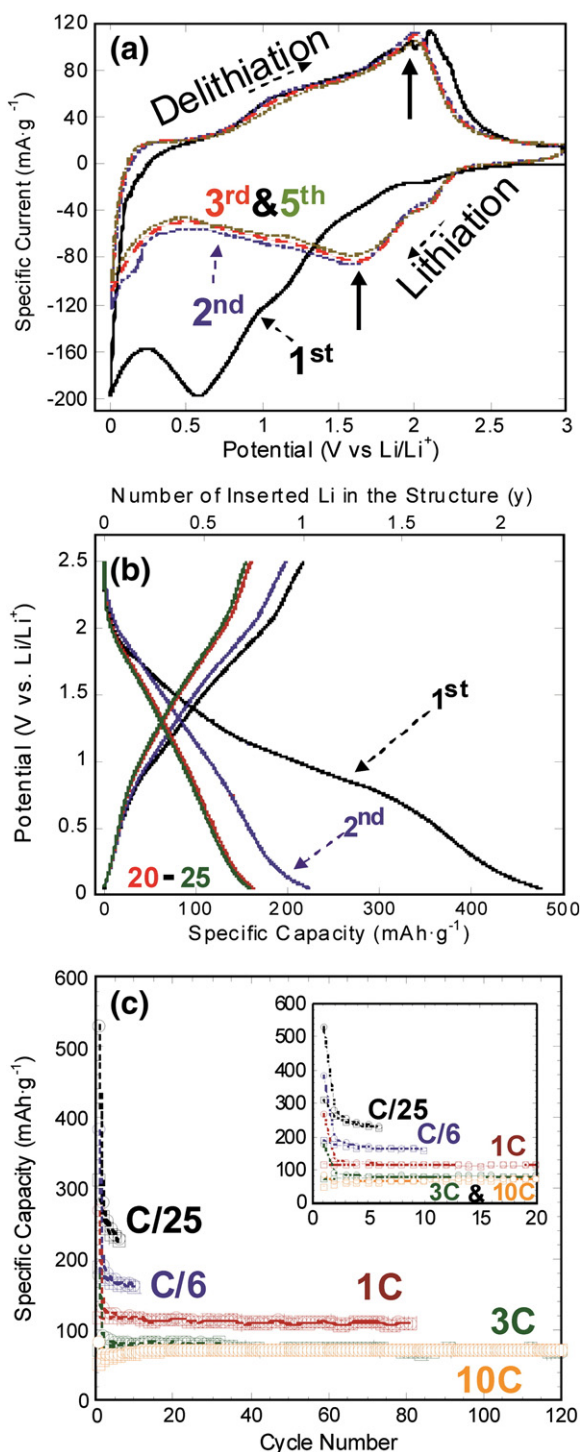 (a)
Delithiation
3rd&5th
2nd
1st
Lithiation
120
80
40
0
-40
-80
-120
-160
-200
Specific Current (mA·g-1)
0 0.5 1 1.5 2 2.5 3
Potential (V vs Li/Li+)
Number of Inserted Li in the Structure (y)
0 0.5 1 1.5 2
(b)
2.5
2
1.5
1
0.5
0
Potential (V vs. Li/Li+)
1st
2nd
20-25
0 100 200 300 400 500
Specific Capacity (mAh·g-1)
(c)
600
500
400
300
200
100
0
Specific Capacity (mAh·g-1)
C/25
C/6
1C
3C
10C
600
500
400
300
200
100
0
C/25
C/6
1C
3C & 10C
0 5 10 15 20
0 20 40 60 80 100 120
Cycle Number